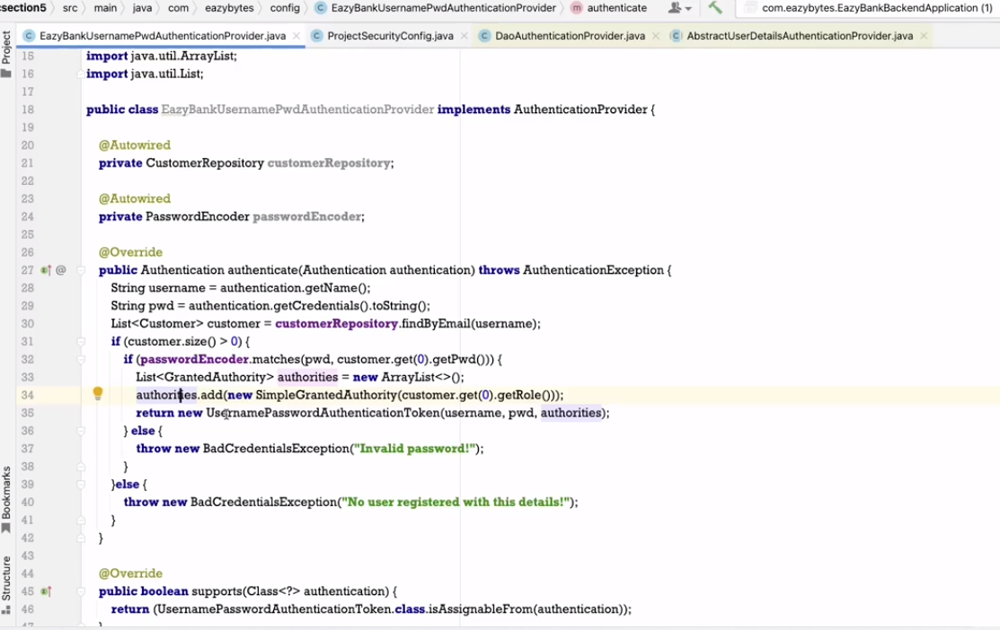 section5 src main java com eazybytes config EazyBankUsernamePwdAuthenticationProvider authenticate com.eazybytes.EazyBankBackendApplication (1)
EazyBankUsernamePwdAuthenticationProvider.java ProjectSecurityConfig.java DaoAuthenticationProvider.java AbstractUserDetailsAuthenticationProvider.java
Project
15 import java.util.ArrayList;
16 import java.util.List;
17
18 public class EazyBankUsernamePwdAuthenticationProvider implements AuthenticationProvider {
19
20 @Autowired
21 private CustomerRepository customerRepository;
22
23 @Autowired
24 private PasswordEncoder passwordEncoder;
25
26 @Override
27 @ public Authentication authenticate(Authentication authentication) throws AuthenticationException {
28 String username = authentication.getName();
29 String pwd = authentication.getCredentials().toString();
30 List<Customer> customer = customerRepository.findByEmail(username);
31 if (customer.size() > 0) {
32 if (passwordEncoder.matches(pwd, customer.get(0).getPwd())) {
33 List<GrantedAuthority> authorities = new ArrayList<>();
34 authorities.add(new SimpleGrantedAuthority(customer.get(0).getRole()));
35 return new UsernamePasswordAuthenticationToken(username, pwd, authorities);
36 } else {
37 throw new BadCredentialsException("Invalid password!");
38 }
39 }else {
40 throw new BadCredentialsException("No user registered with this details!");
41 }
42 }
43
44 @Override
45 public boolean supports(Class<?> authentication) {
46 return (UsernamePasswordAuthenticationToken.class.isAssignableFrom(authentication));
47 }
Bookmarks
Structure